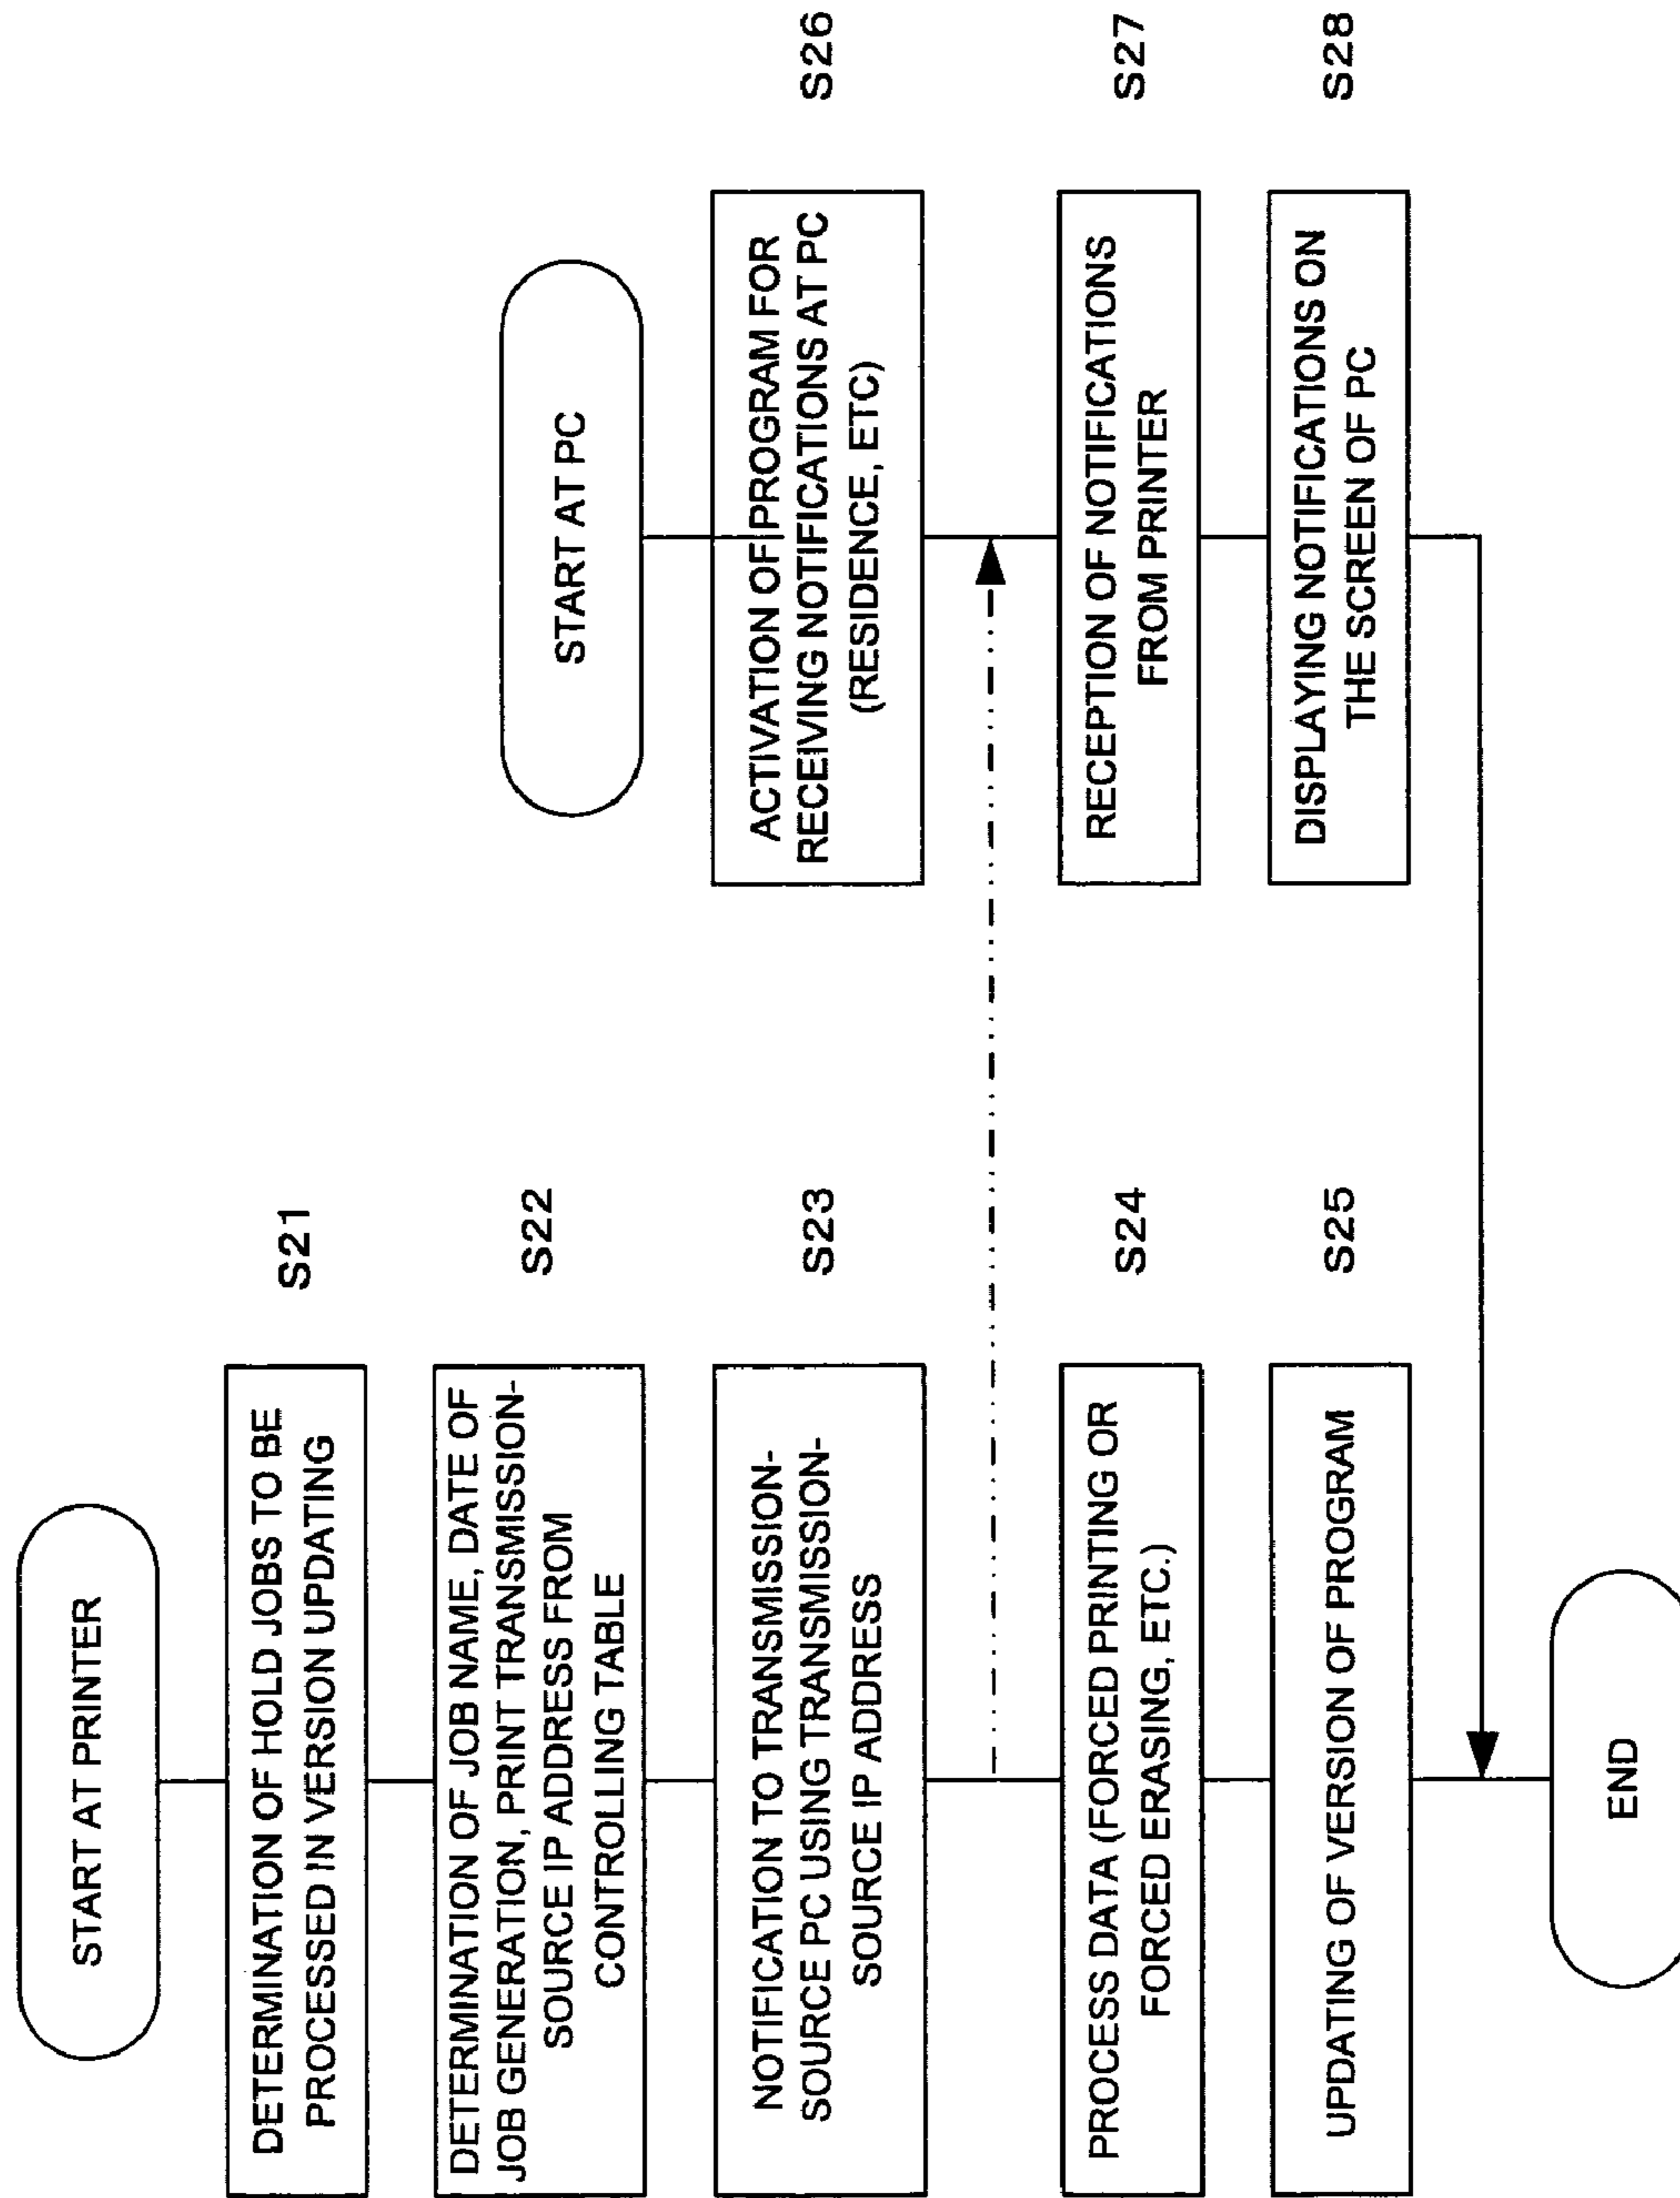 START AT PRINTER
DETERMINATION OF HOLD JOBS TO BE
PROCESSED IN VERSION UPDATING
S21
DETERMINATION OF JOB NAME, DATE OF
JOB GENERATION, PRINT TRANSMISSION-
SOURCE IP ADDRESS FROM
CONTROLLING TABLE
S22
NOTIFICATION TO TRANSMISSION-
SOURCE PC USING TRANSMISSION-
SOURCE IP ADDRESS
S23
PROCESS DATA (FORCED PRINTING OR
FORCED ERASING, ETC.)
S24
UPDATING OF VERSION OF PROGRAM
S25
END
START AT PC
ACTIVATION OF PROGRAM FOR
RECEIVING NOTIFICATIONS AT PC
(RESIDENCE, ETC)
S26
RECEPTION OF NOTIFICATIONS
FROM PRINTER
S27
DISPLAYING NOTIFICATIONS ON
THE SCREEN OF PC
S28